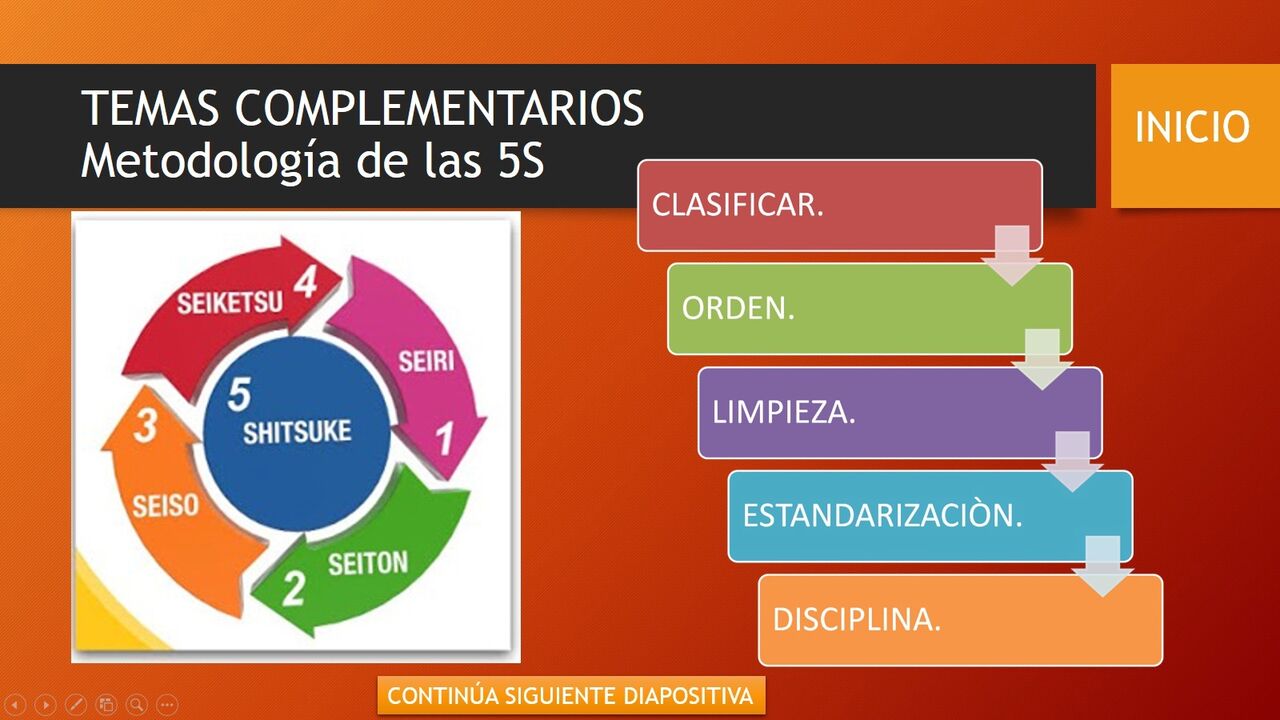 TEMAS COMPLEMENTARIOS
Metodología de las 5S
INICIO
SEIKETSU 4
SEIRI
1
5
SHITSUKE
3
SEISO
SEITON
2
CLASIFICAR.
ORDEN.
LIMPIEZA.
ESTANDARIZACIÒN.
DISCIPLINA.
CONTINÚA SIGUIENTE DIAPOSITIVA